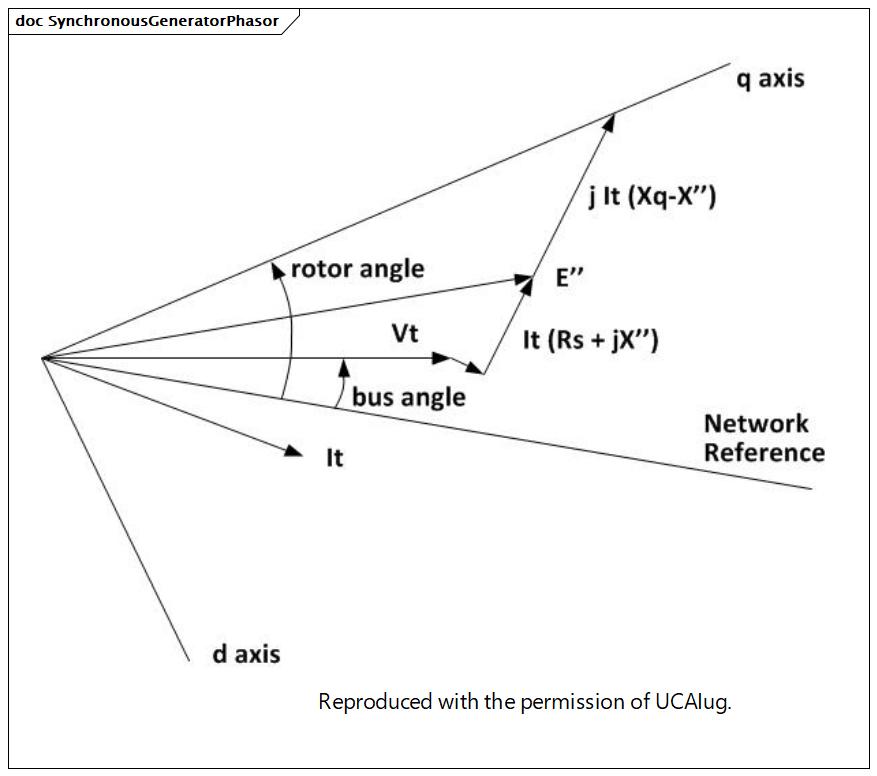 doc SynchronousGeneratorPhasor
q axis
j It (Xq-X’’)
rotor angle
E’’
Vt
It (Rs + jX’’)
bus angle
Network
Reference
It
d axis
Reproduced with the permission of UCAIug.